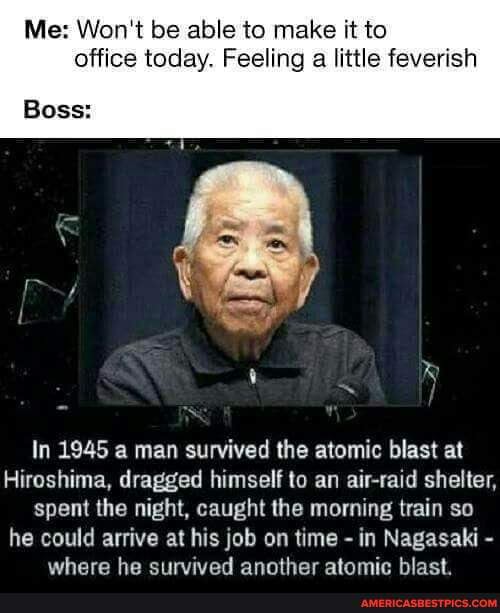 Me: Won't be able to make it to
office today. Feeling a little feverish
Boss:
In 1945 a man survived the atomic blast at
Hiroshima, dragged himself to an air-raid shelter,
spent the night, caught the morning train so
he could arrive at his job on time - in Nagasaki -
where he survived another atomic blast.
AMERICASBESTPICS.COM